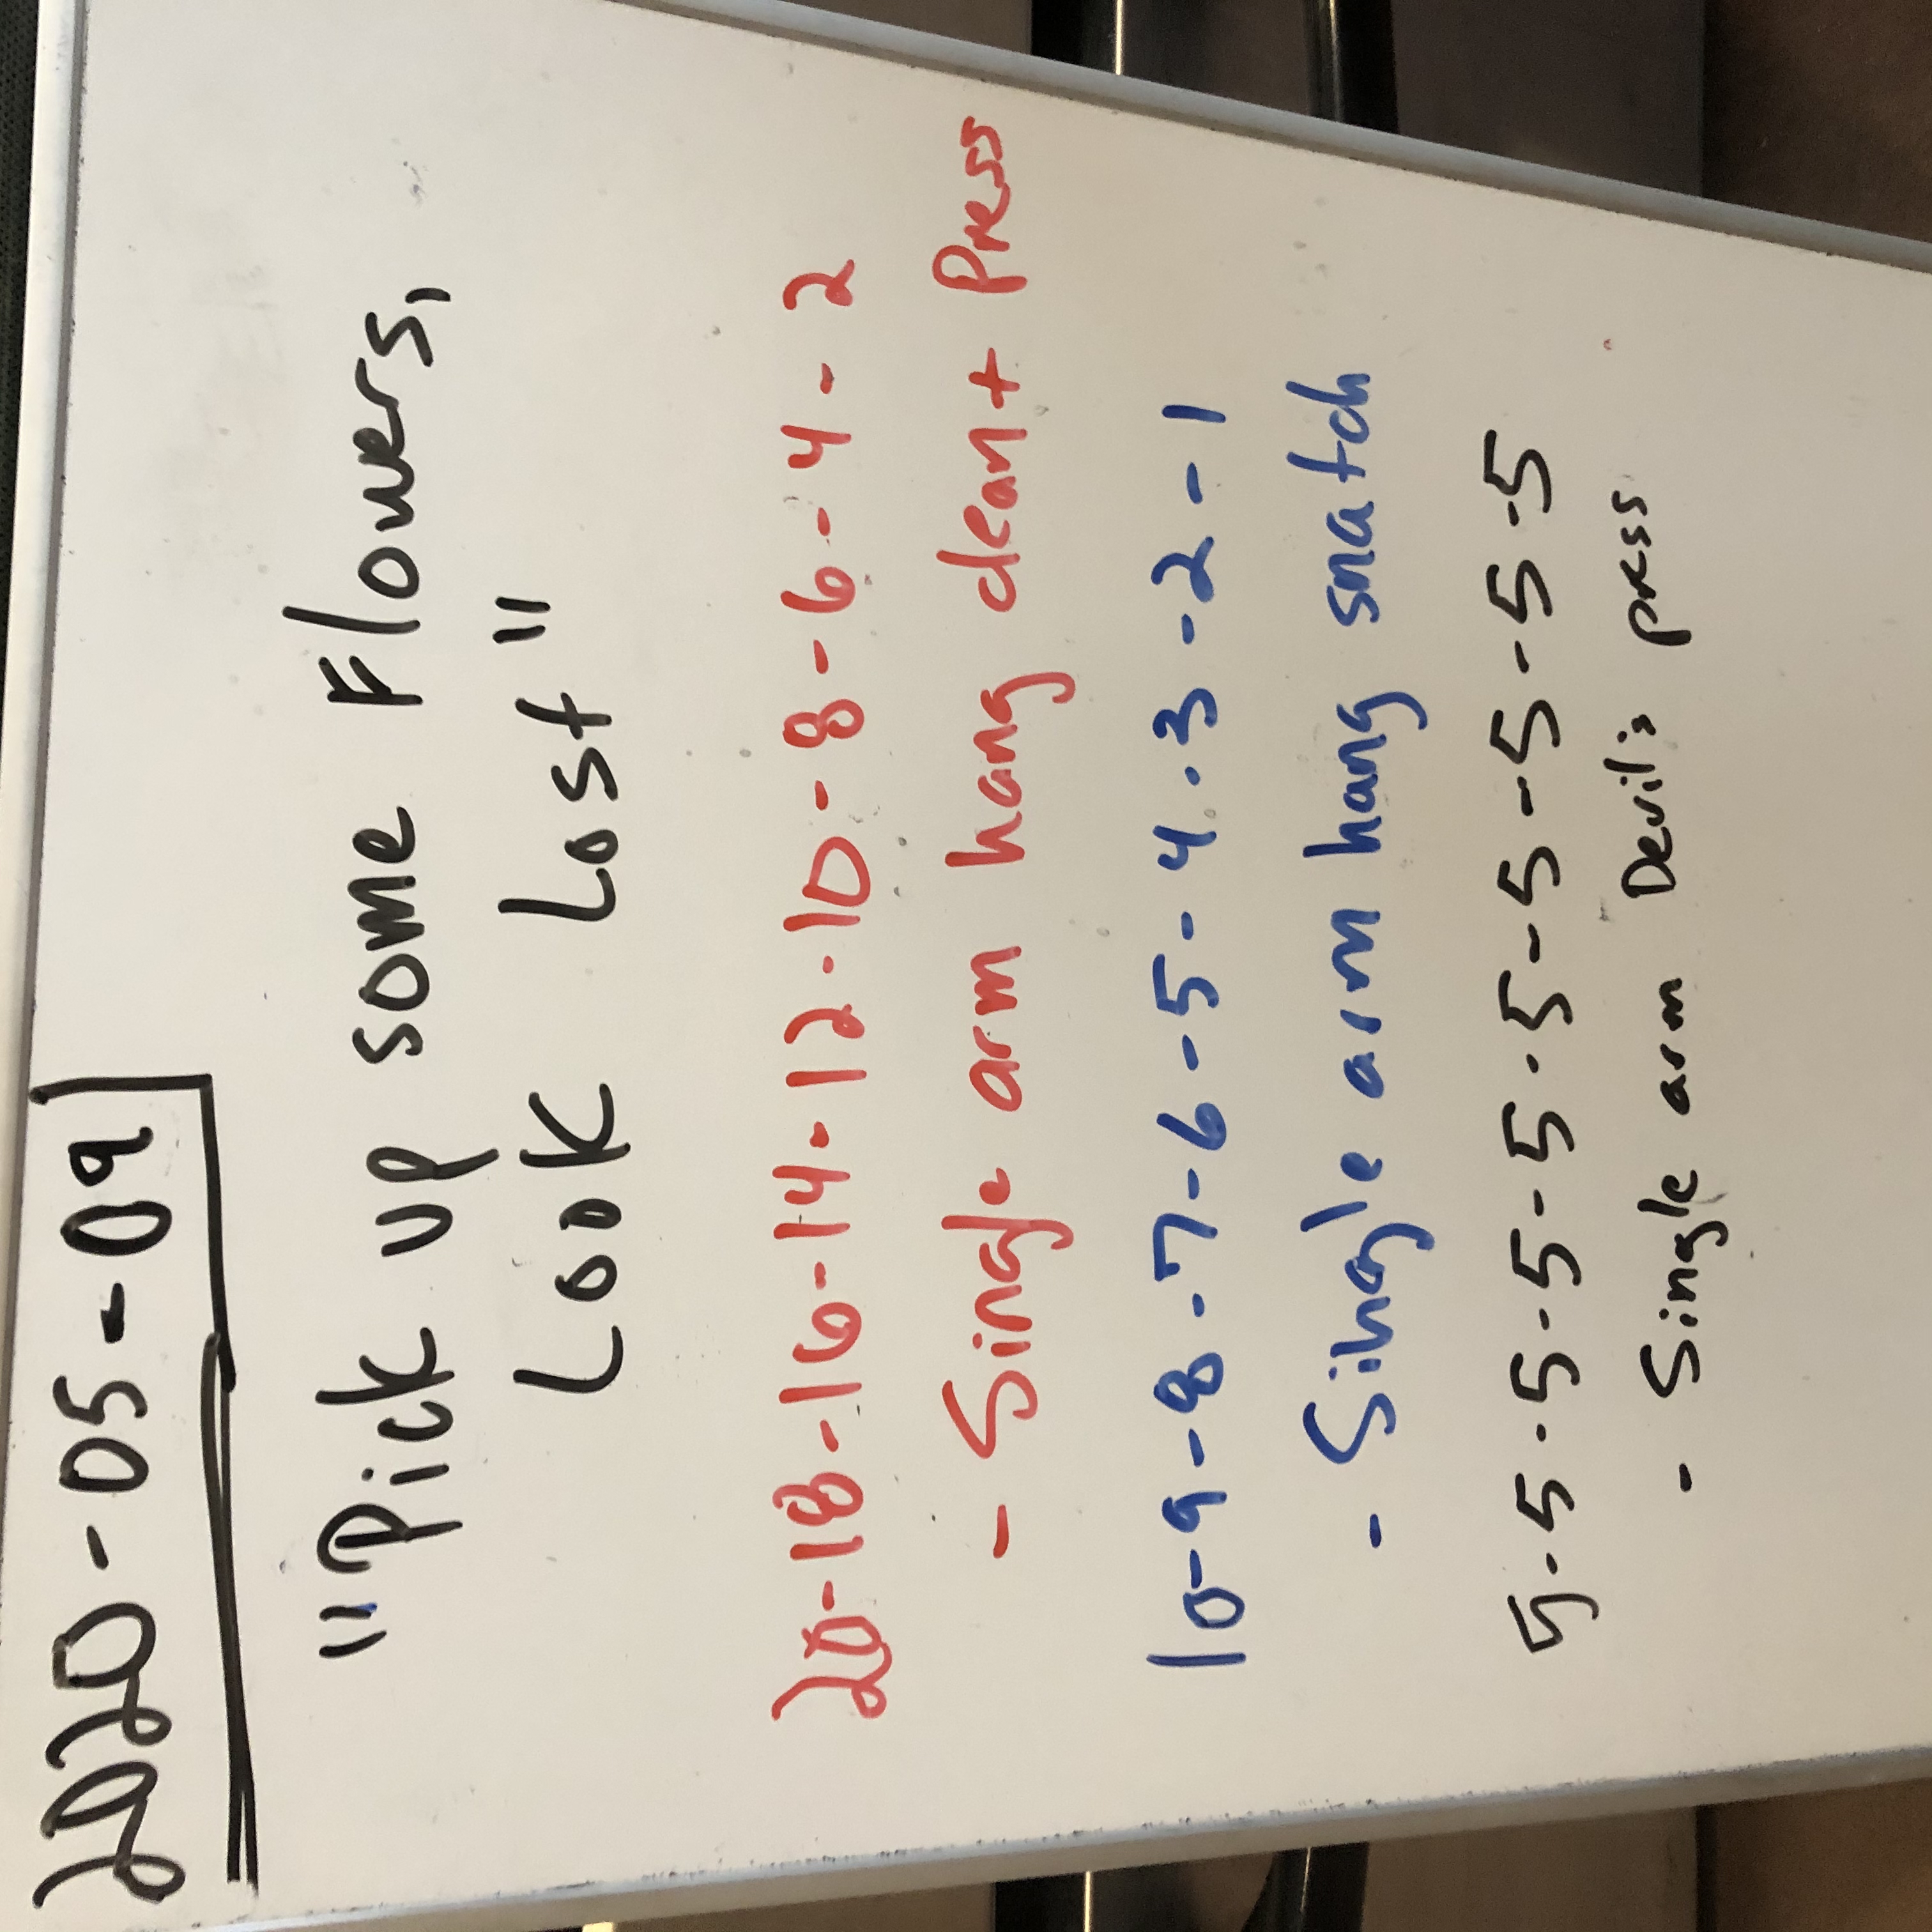 2020-05-09
"Pick up some Flowers,
Look Lost"
20-18-16-14-12-10-8-6-4-2
- Single arm hang clean + Press
10-9-8-7-6-5-4-3-2-1
- Single arm hang snatch
5-5-5-5-5-5-5-5-5-5
- Single arm Devil's press